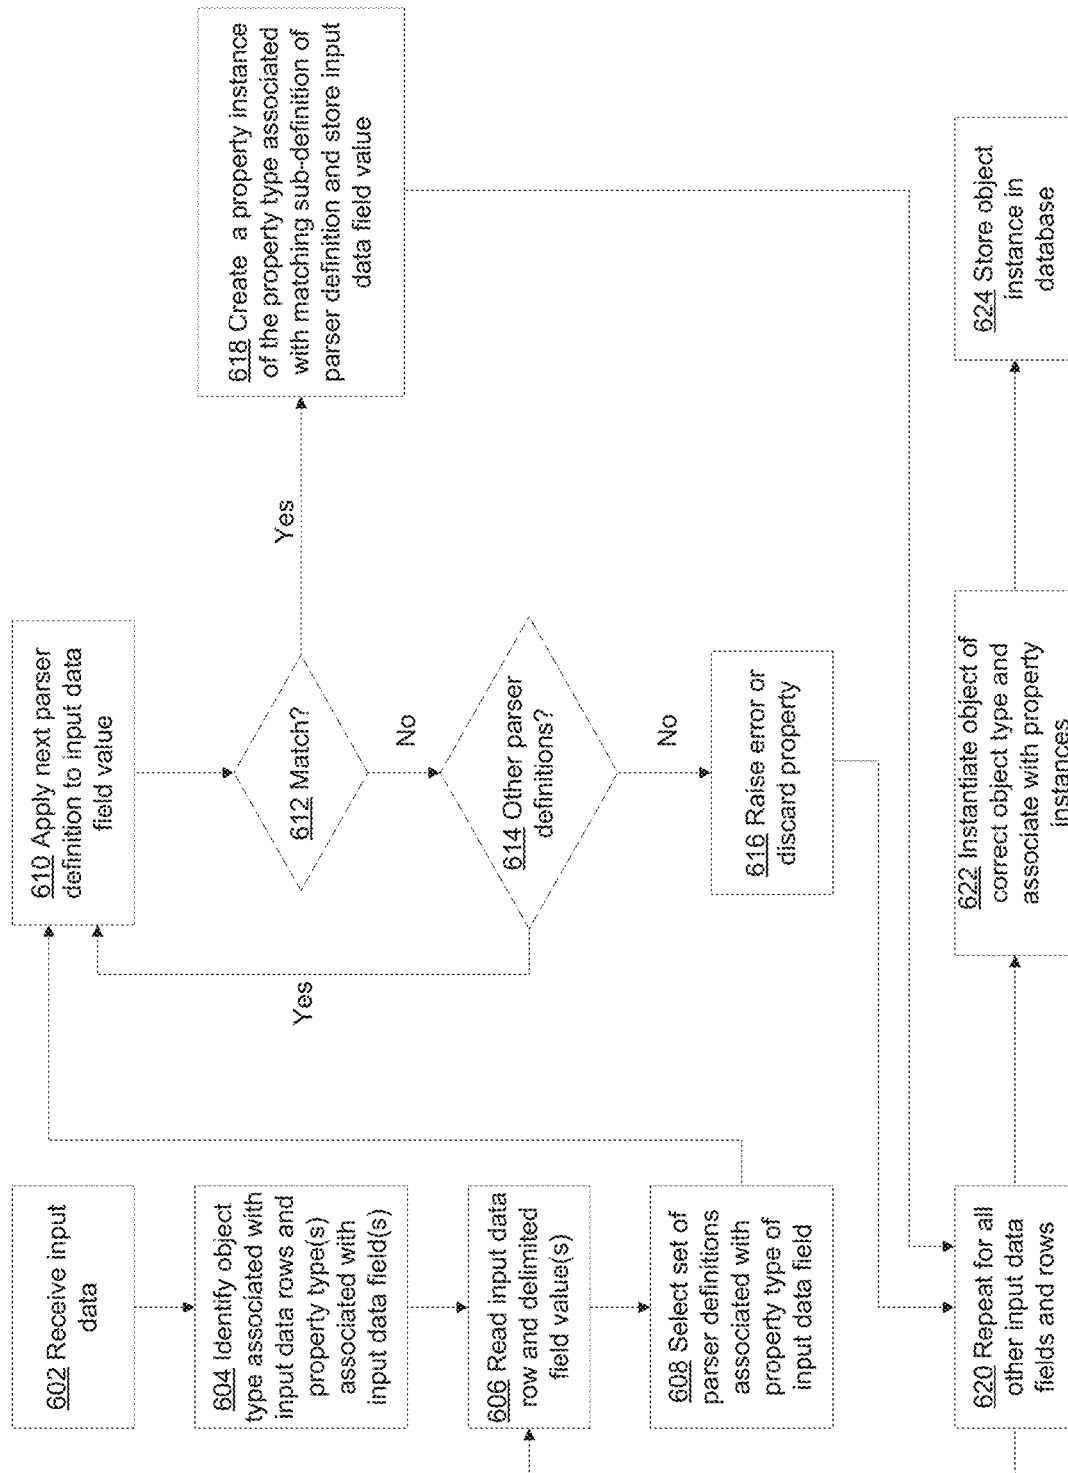 602 Receive input
data
604 Identify object
type associated with
input data rows and
property type(s)
associated with
input data field(s)
606 Read input data
row and delimited
field value(s)
608 Select set of
parser definitions
associated with
property type of
input data field
610 Apply next parser
definition to input data
field value
612 Match?
Yes
No
614 Other parser
definitions?
Yes
No
616 Raise error or
discard property
618 Create a property instance
of the property type associated
with matching sub-definition of
parser definition and store input
data field value
620 Repeat for all
other input data
fields and rows
622 Instantiate object of
correct object type and
associate with property
instances
624 Store object
instance in
database